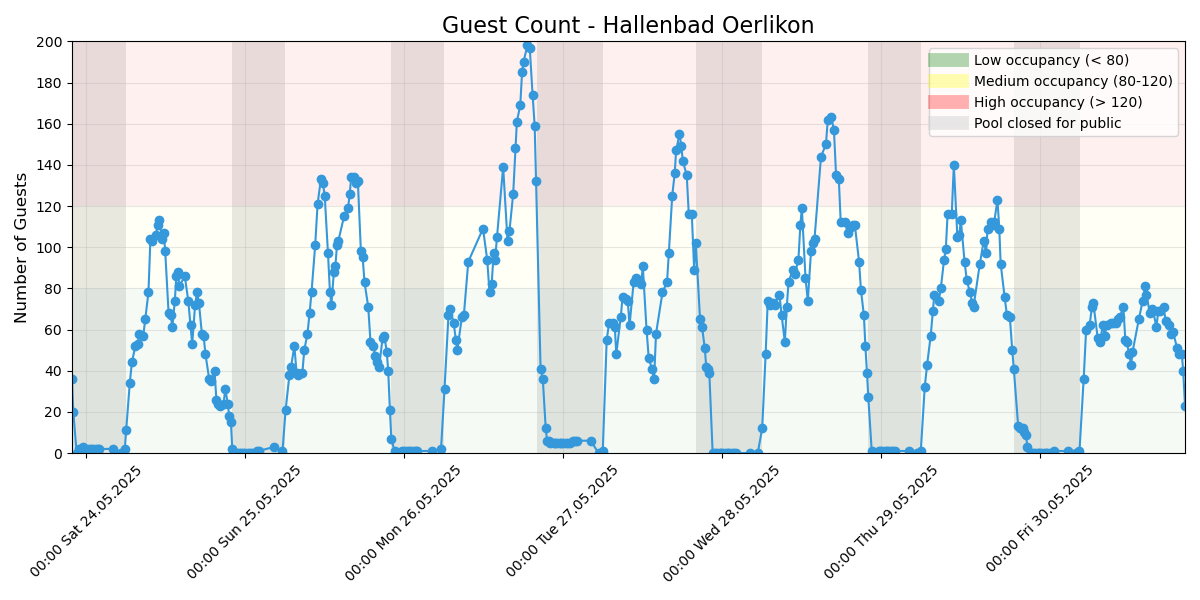 Guest Count - Hallenbad Oerlikon
Number of Guests
200
180
160
140
120
100
80
60
40
20
0
Low occupancy (< 80)
Medium occupancy (80-120)
High occupancy (> 120)
Pool closed for public
00:00 Sat 24.05.2025
00:00 Sun 25.05.2025
00:00 Mon 26.05.2025
00:00 Tue 27.05.2025
00:00 Wed 28.05.2025
00:00 Thu 29.05.2025
00:00 Fri 30.05.2025